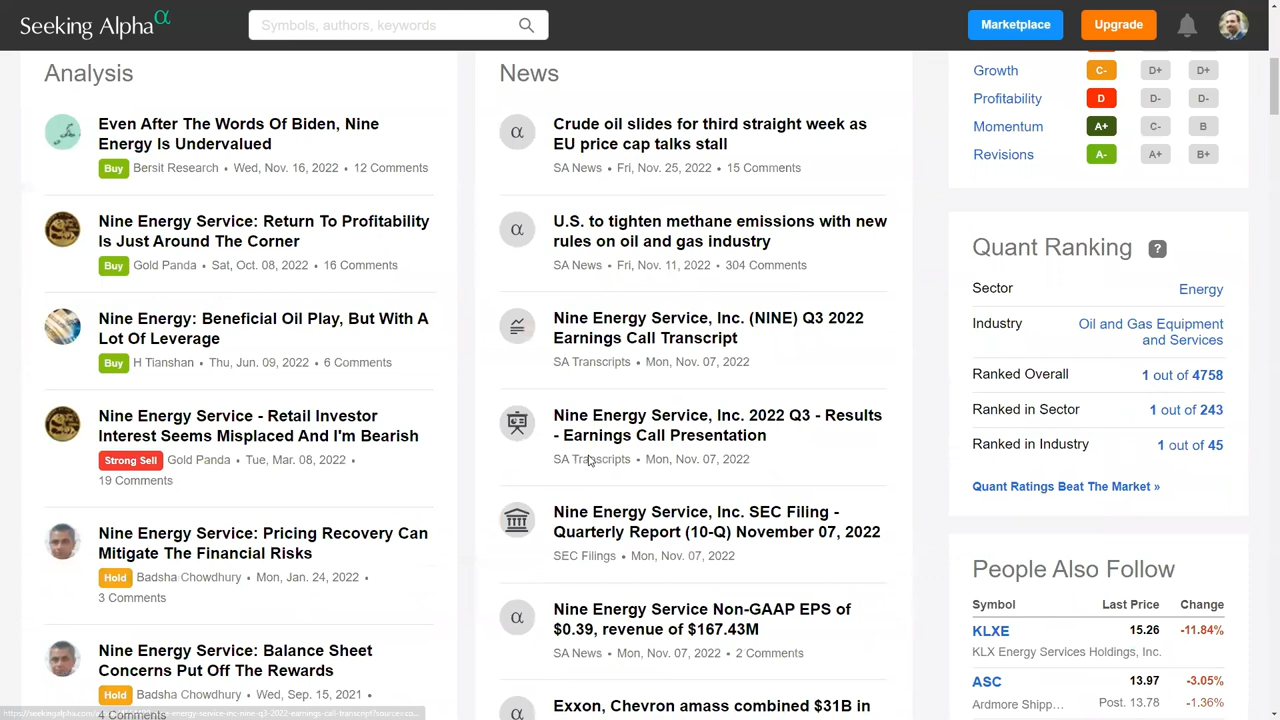 Seeking Alpha α
Symbols, authors, keywords
Marketplace
Upgrade
Analysis
Even After The Words Of Biden, Nine
Energy Is Undervalued
Buy Bersit Research • Wed, Nov. 16, 2022 • 12 Comments
Nine Energy Service: Return To Profitability
Is Just Around The Corner
Buy Gold Panda • Sat, Oct. 08, 2022 • 16 Comments
Nine Energy: Beneficial Oil Play, But With A
Lot Of Leverage
Buy H Tianshan • Thu, Jun. 09, 2022 • 6 Comments
Nine Energy Service - Retail Investor
Interest Seems Misplaced And I'm Bearish
Strong Sell Gold Panda • Tue, Mar. 08, 2022 •
19 Comments
Nine Energy Service: Pricing Recovery Can
Mitigate The Financial Risks
Hold Badsha Chowdhury • Mon, Jan. 24, 2022 •
3 Comments
Nine Energy Service: Balance Sheet
Concerns Put Off The Rewards
Hold Badsha Chowdhury • Wed, Sep. 15, 2021 •
4 Comments
News
α
Crude oil slides for third straight week as
EU price cap talks stall
SA News • Fri, Nov. 25, 2022 • 15 Comments
α
U.S. to tighten methane emissions with new
rules on oil and gas industry
SA News • Fri, Nov. 11, 2022 • 304 Comments
Nine Energy Service, Inc. (NINE) Q3 2022
Earnings Call Transcript
SA Transcripts • Mon, Nov. 07, 2022
Nine Energy Service, Inc. 2022 Q3 - Results
- Earnings Call Presentation
SA Transcripts • Mon, Nov. 07, 2022
Nine Energy Service, Inc. SEC Filing -
Quarterly Report (10-Q) November 07, 2022
SEC Filings • Mon, Nov. 07, 2022
α
Nine Energy Service Non-GAAP EPS of
$0.39, revenue of $167.43M
SA News • Mon, Nov. 07, 2022 • 2 Comments
α
Exxon, Chevron amass combined $31B in
Growth C- D+ D+
Profitability D D- D-
Momentum A+ C- B
Revisions A- A+ B+
Quant Ranking ?
Sector Energy
Industry Oil and Gas Equipment
and Services
Ranked Overall 1 out of 4758
Ranked in Sector 1 out of 243
Ranked in Industry 1 out of 45
Quant Ratings Beat The Market »
People Also Follow
Symbol Last Price Change
KLXE 15.26 -11.84%
KLX Energy Services Holdings, Inc.
ASC 13.97 -3.05%
Ardmore Shipp... Post. 13.78 -1.36%